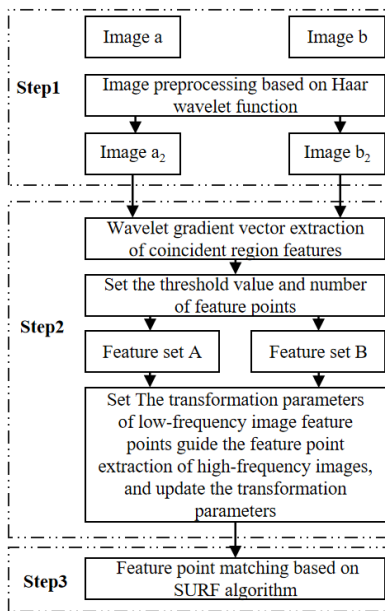 Image a
Image b
Step1
Image preprocessing based on Haar
wavelet function
Image a₂
Image b₂
Wavelet gradient vector extraction
of coincident region features
Set the threshold value and number
of feature points
Step2
Feature set A
Feature set B
Set The transformation parameters
of low-frequency image feature
points guide the feature point
extraction of high-frequency images,
and update the transformation
parameters
Step3
Feature point matching based on
SURF algorithm